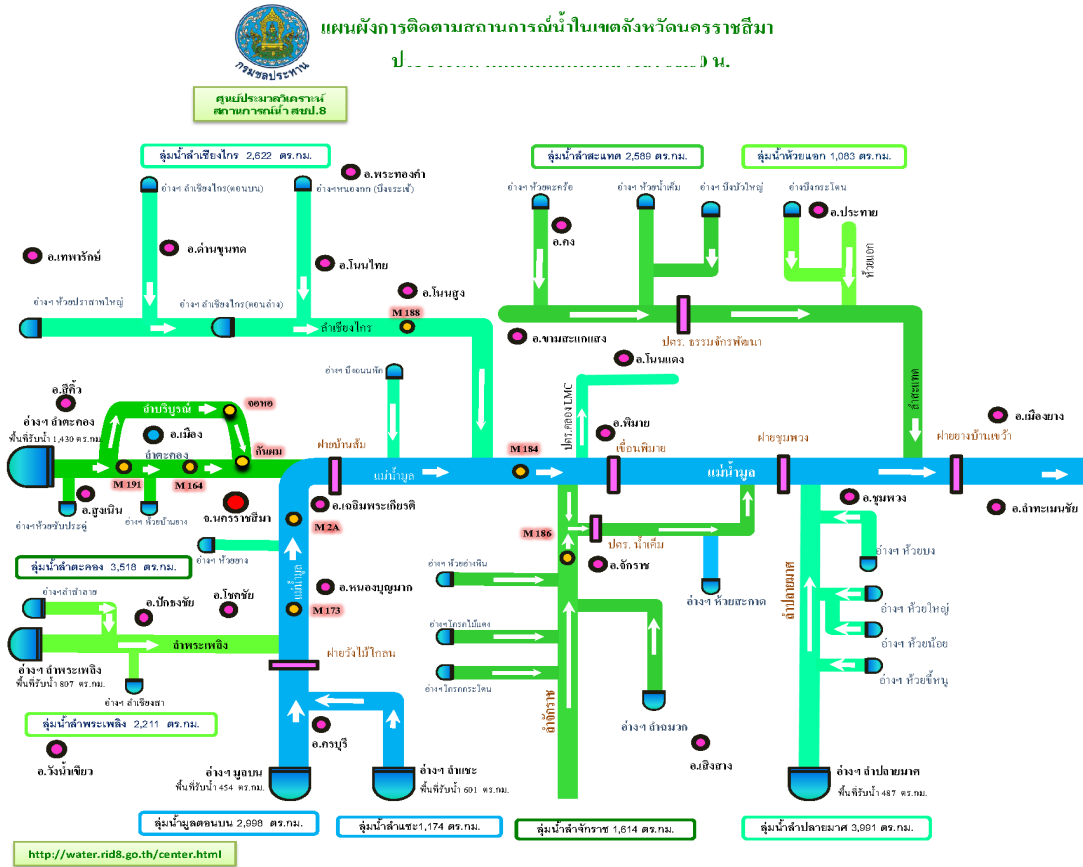 แผนผังการติดตามสถานการณ์น้ำในเขตจังหวัดนครราชสีมา
น.
กรมชลประทาน
ศูนย์ประมวลวิเคราะห์
สถานการณ์น้ำ สชป.8
ลุ่มน้ำลำเชียงไกร 2,622 ตร.กม.
ลุ่มน้ำลำสะแทด 2,589 ตร.กม.
ลุ่มน้ำห้วยแอก 1,083 ตร.กม.
อ.พระทองคำ
อ่างฯ ลำเชียงไกร(ตอนบน)
อ่างฯหนองกก (บึงจระเข้)
อ่างฯ ห้วยตะคร้อ
อ่างฯ ห้วยน้ำเค็ม
อ่างฯ บึงบัวใหญ่
อ่างบึงกระโตน
อ.ประทาย
อ.คง
อ.เทพารักษ์
อ.ด่านขุนทด
อ.โนนไทย
ห้วยแอก
อ.โนนสูง
อ่างฯ ห้วยปราสาทใหญ่
อ่างฯ ลำเชียงไกร(ตอนล่าง)
M 188
ลำเชียงไกร
อ.ขามสะแกแสง
ปตร. ธรรมจักรพัฒนา
อ.โนนแดง
อ่างฯ บึงถนนหัก
อ.สีคิ้ว
ลำบริบูรณ์
จอหอ
ปตร.คลอง LMC
ลำสะแทด
อ.เมืองยาง
อ่างฯ ลำตะคอง
พื้นที่รับน้ำ 1,430 ตร.กม.
อ.เมือง
อ.พิมาย
ฝายบ้านส้ม
เขื่อนพิมาย
ฝายชุมพวง
ฝายยางบ้านเขว้า
ลำตะคอง
กันผม
M 184
แม่น้ำมูล
แม่น้ำมูล
M 191
M 164
อ.สูงเนิน
อ.นครราชสีมา
อ.เฉลิมพระเกียรติ
อ.ชุมพวง
อ.ลำทะเมนชัย
อ่างฯห้วยซับประดู่
อ่างฯ ห้วยบ้านยาง
M 2A
M 186
ปตร. น้ำเค็ม
อ.จักราช
อ่างฯ ห้วยบง
อ่างฯ ห้วยยาง
แม่น้ำมูล
ลุ่มน้ำลำตะคอง 3,518 ตร.กม.
อ่างฯลำสำลาย
อ.ปักธงชัย
อ.โชคชัย
อ.หนองบุญมาก
M 173
อ่างฯ ห้วยสะกาด
ลำปลายมาศ
อ่างฯ ห้วยใหญ่
ลำพระเพลิง
ฝายวังไม้ไกลน
อ่างฯ ห้วยน้อย
อ่างฯ ลำพระเพลิง
พื้นที่รับน้ำ 807 ตร.กม.
อ่างฯ ห้วยขี้หนู
อ่างฯ ลำเชียงสา
ลำจักราช
ลุ่มน้ำลำพระเพลิง 2,211 ตร.กม.
อ่างฯ ลำฉมวก
อ.ครบุรี
อ.เสิงสาง
อ.วังน้ำเขียว
อ่างฯ มูลบน
พื้นที่รับน้ำ 454 ตร.กม.
อ่างฯ ลำแชะ
พื้นที่รับน้ำ 601 ตร.กม.
อ่างฯ ลำปลายมาศ
พื้นที่รับน้ำ 487 ตร.กม.
ลุ่มน้ำมูลตอนบน 2,998 ตร.กม.
ลุ่มน้ำลำแชะ1,174 ตร.กม.
ลุ่มน้ำลำจักราช 1,614 ตร.กม.
ลุ่มน้ำลำปลายมาศ 3,991 ตร.กม.
http://water.rid8.go.th/center.html